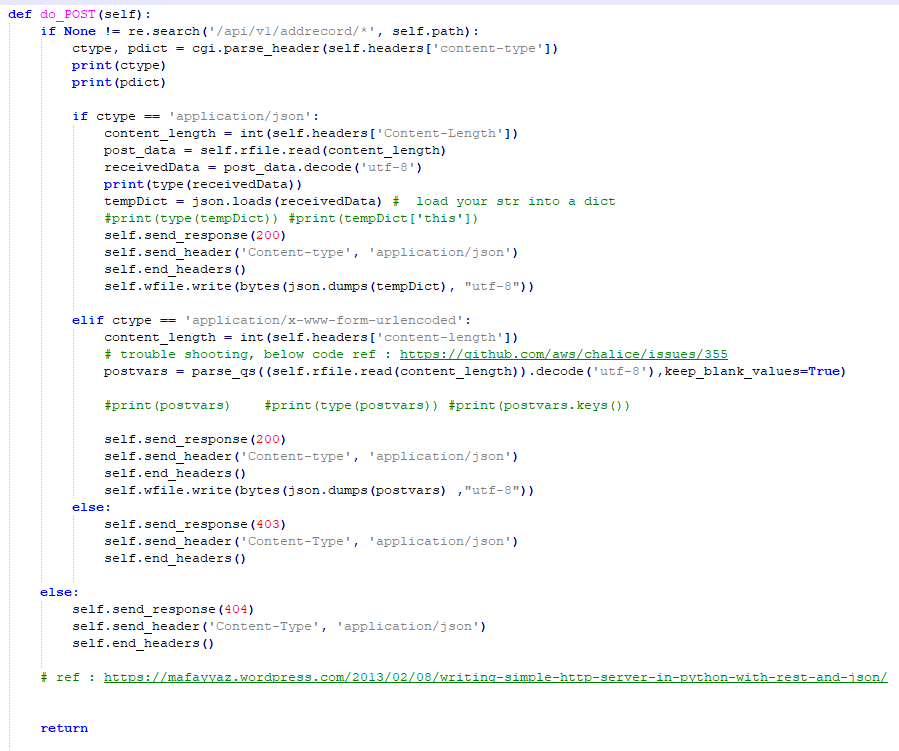 def do_POST(self):
    if None != re.search('/api/v1/addrecord/*', self.path):
        ctype, pdict = cgi.parse_header(self.headers['content-type'])
        print(ctype)
        print(pdict)

        if ctype == 'application/json':
            content_length = int(self.headers['Content-Length'])
            post_data = self.rfile.read(content_length)
            receivedData = post_data.decode('utf-8')
            print(type(receivedData))
            tempDict = json.loads(receivedData) #  load your str into a dict
            #print(type(tempDict)) #print(tempDict['this'])
            self.send_response(200)
            self.send_header('Content-type', 'application/json')
            self.end_headers()
            self.wfile.write(bytes(json.dumps(tempDict), "utf-8"))

        elif ctype == 'application/x-www-form-urlencoded':
            content_length = int(self.headers['content-length'])
            # trouble shooting, below code ref : https://github.com/aws/chalice/issues/355
            postvars = parse_qs((self.rfile.read(content_length)).decode('utf-8'),keep_blank_values=True)

            #print(postvars)    #print(type(postvars)) #print(postvars.keys())

            self.send_response(200)
            self.send_header('Content-type', 'application/json')
            self.end_headers()
            self.wfile.write(bytes(json.dumps(postvars) ,"utf-8"))
        else:
            self.send_response(403)
            self.send_header('Content-Type', 'application/json')
            self.end_headers()

    else:
        self.send_response(404)
        self.send_header('Content-Type', 'application/json')
        self.end_headers()

    # ref : https://mafayyaz.wordpress.com/2013/02/08/writing-simple-http-server-in-python-with-rest-and-json/

    return